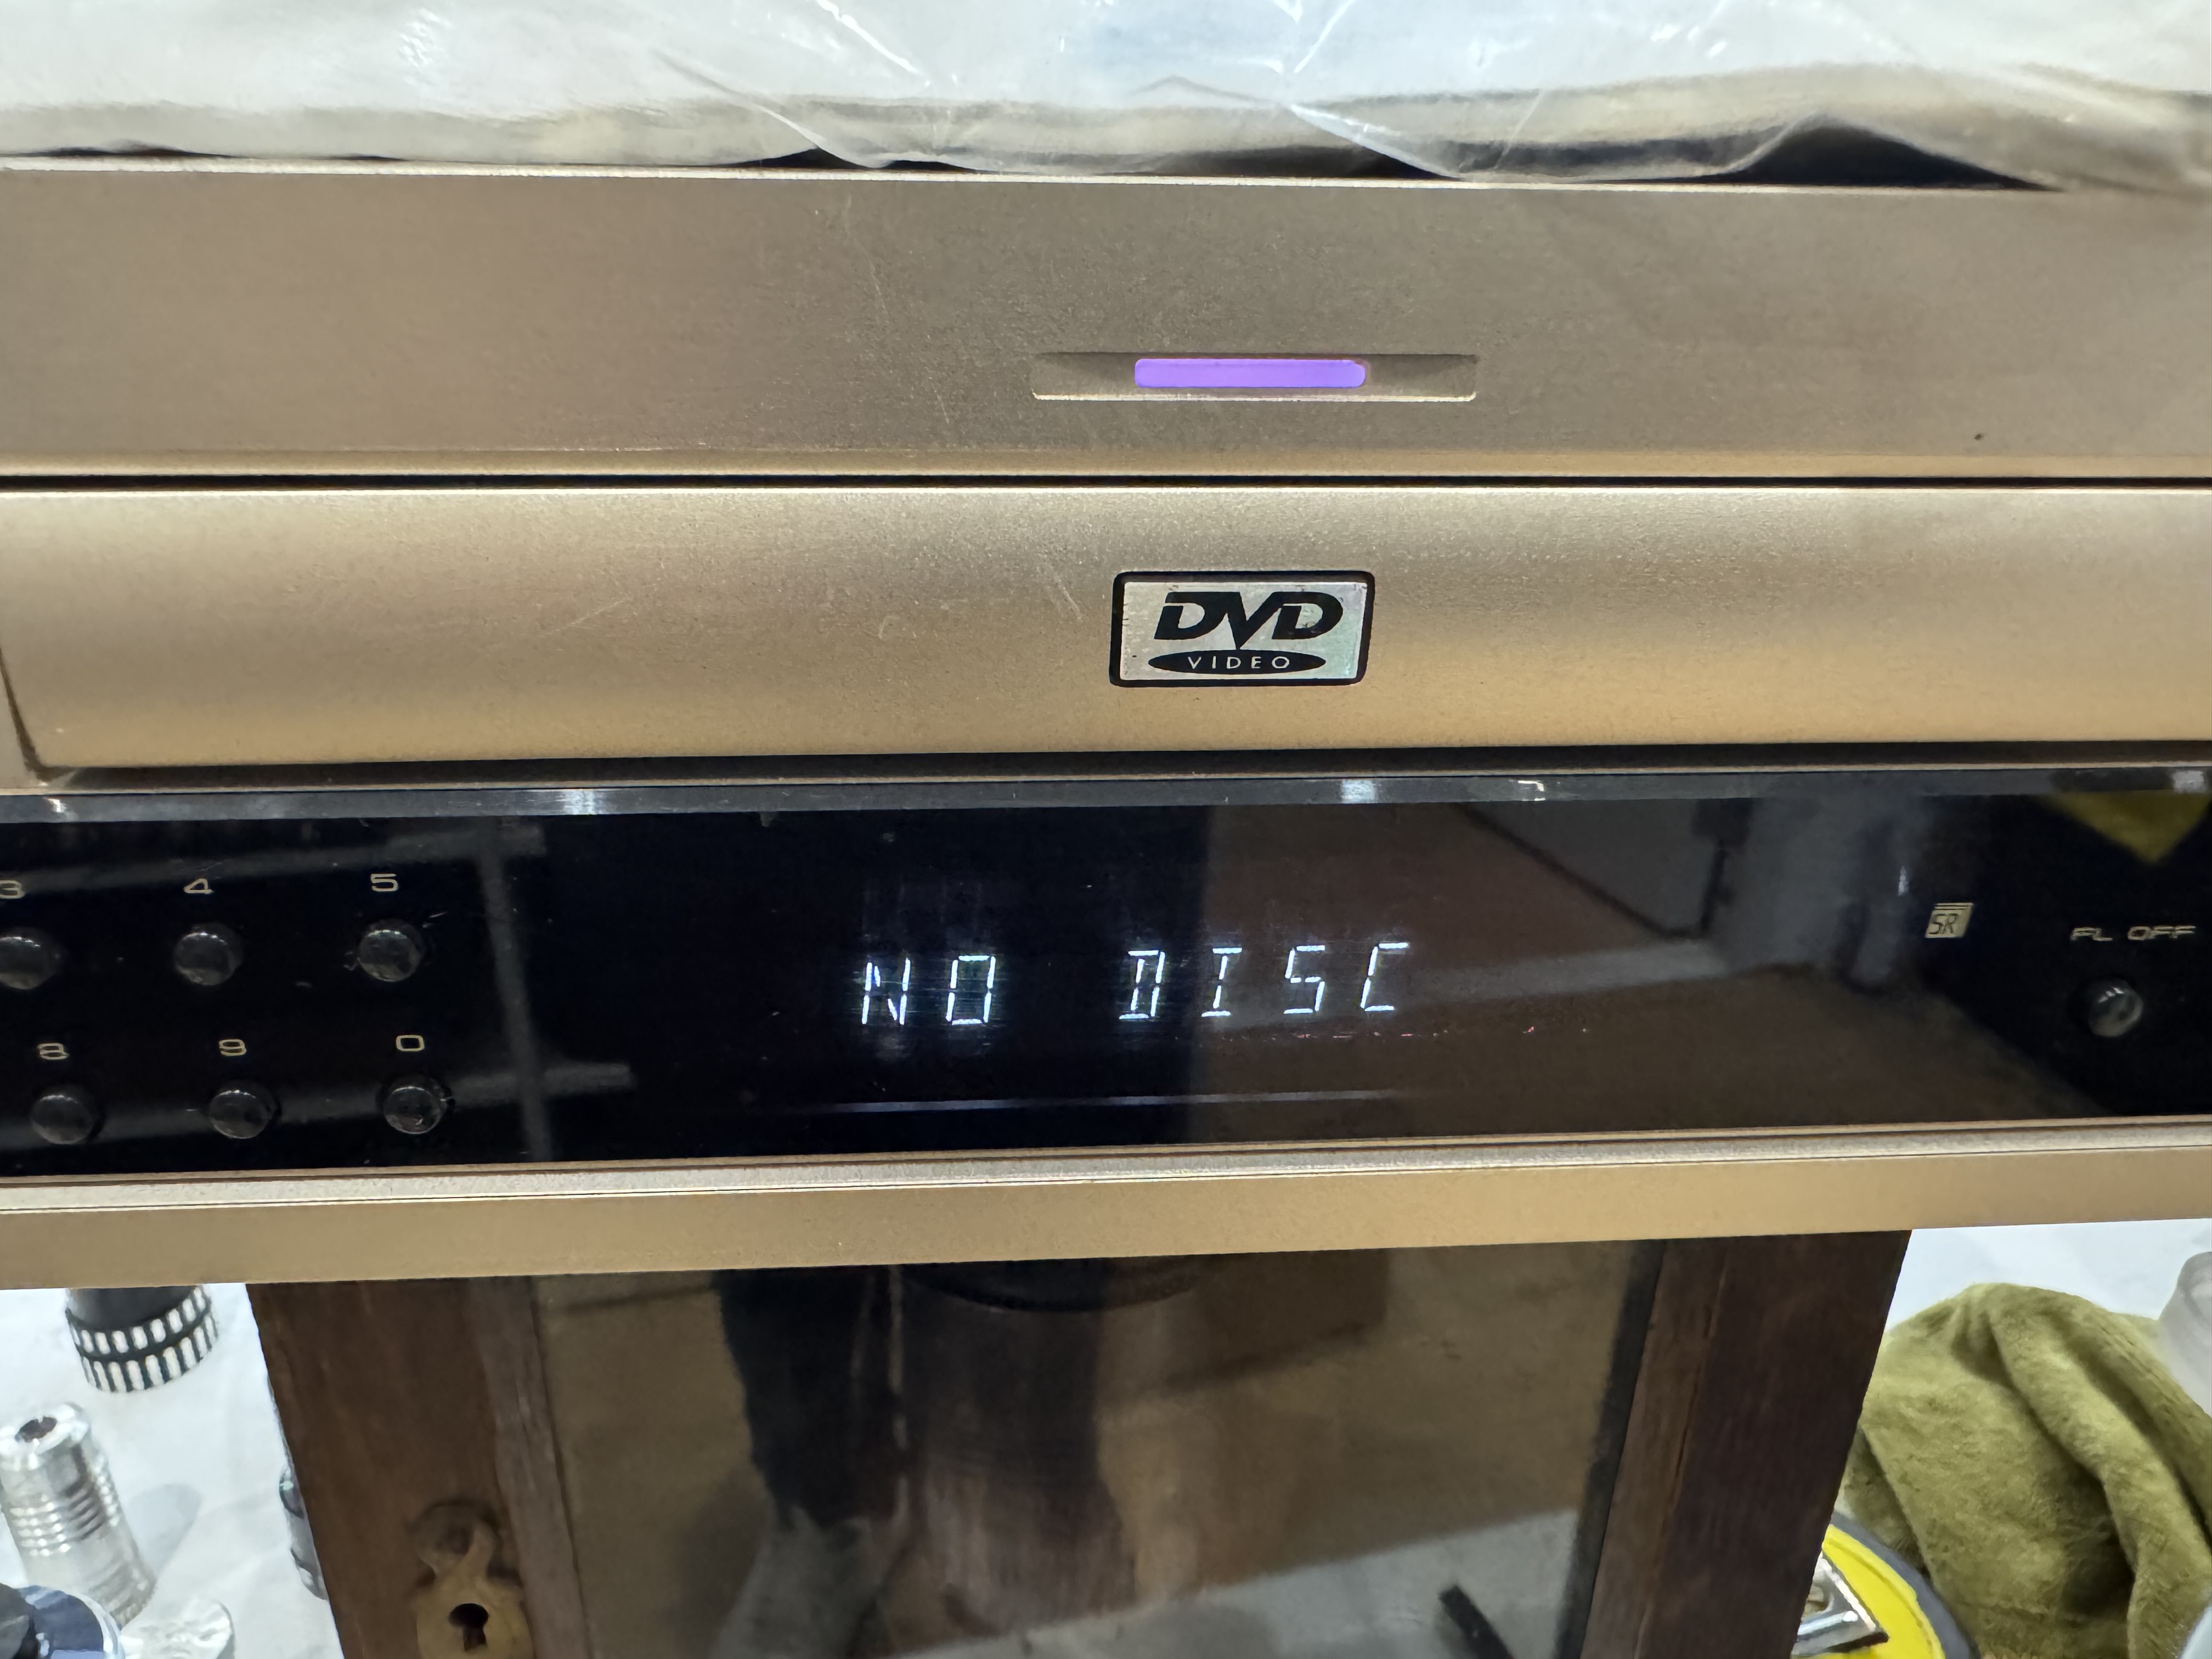 DVD
VIDEO
3 4 5
NO DISC
SR
FL OFF
8 9 0